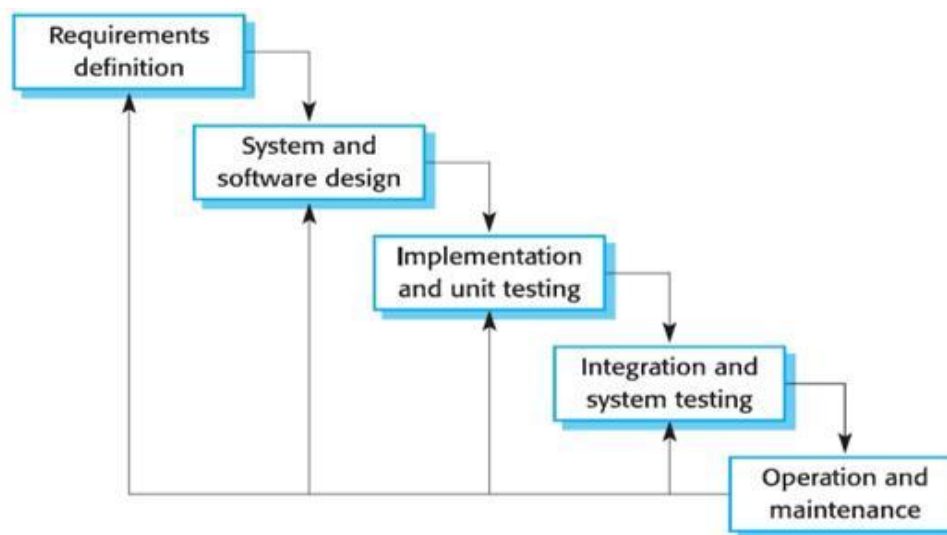 Requirements
definition
System and
software design
Implementation
and unit testing
Integration and
system testing
Operation and
maintenance